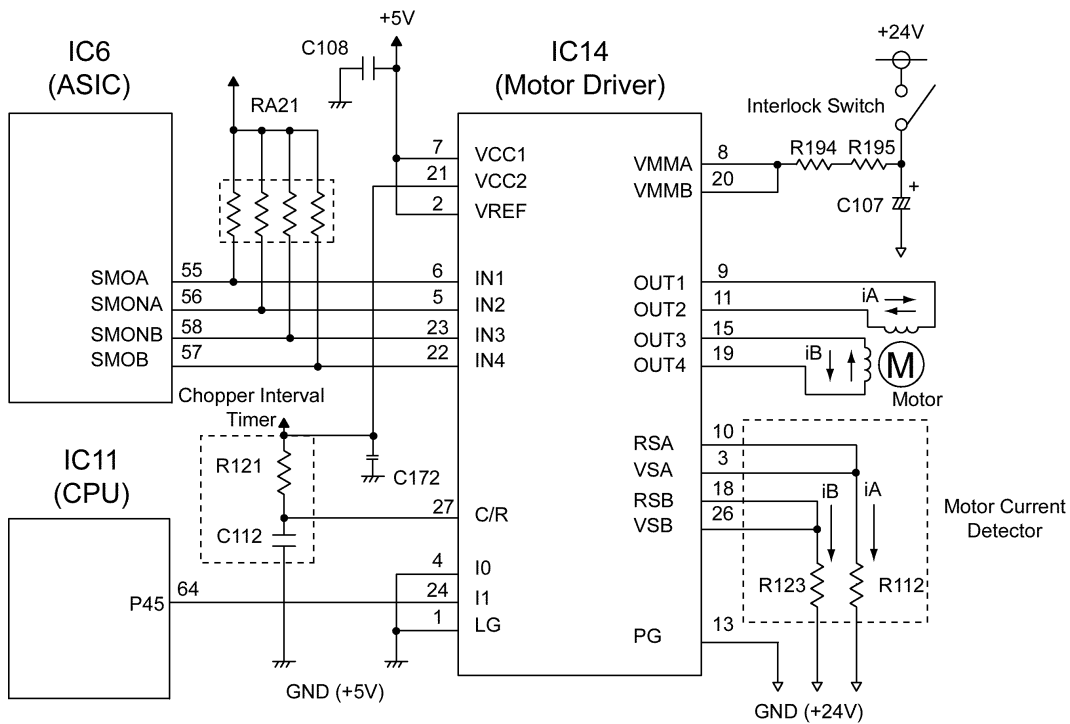 +5V
IC6
(ASIC)
C108
IC14
(Motor Driver)
+24V
Interlock Switch
RA21
R194
R195
7
VCC1
21
VCC2
2
VREF
VMMA
8
VMMB
20
+
C107
SMOA
55
6
IN1
SMONA
56
5
IN2
SMONB
58
23
IN3
SMOB
57
22
IN4
OUT1
9
OUT2
11
OUT3
15
OUT4
19
iA
iB
M
Motor
Chopper Interval
Timer
R121
C172
C112
27
C/R
RSA
10
VSA
3
RSB
18
VSB
26
iB
iA
Motor Current
Detector
R123
R112
IC11
(CPU)
P45
64
4
I0
24
I1
1
LG
PG
13
GND (+5V)
GND (+24V)